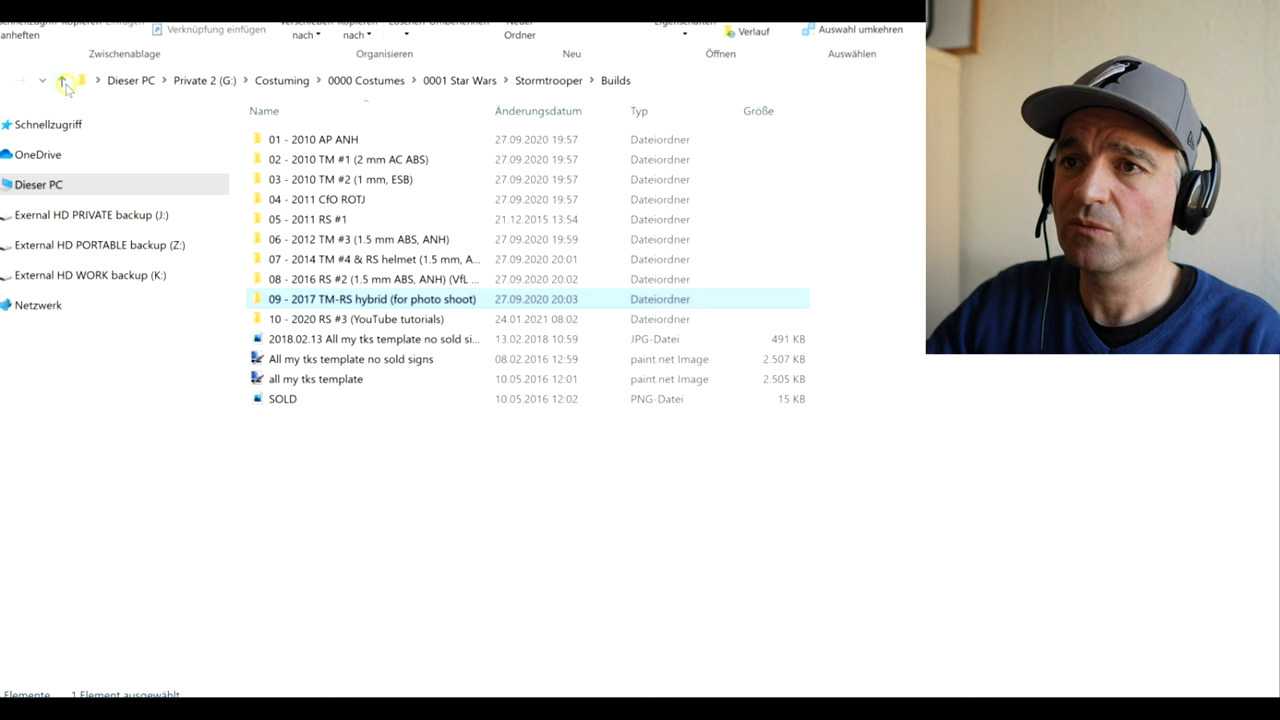 Verknüpfung einfügen
anheften
nach
nach
Ordner
Verlauf
Auswahl umkehren
Zwischenablage
Organisieren
Neu
Öffnen
Auswählen
Dieser PC > Private 2 (G:) > Costuming > 0000 Costumes > 0001 Star Wars > Stormtrooper > Builds
Name Änderungsdatum Typ Größe
Schnellzugriff
OneDrive
Dieser PC
Exernal HD PRIVATE backup (J:)
External HD PORTABLE backup (Z:)
External HD WORK backup (K:)
Netzwerk
01 - 2010 AP ANH 27.09.2020 19:57 Dateiordner
02 - 2010 TM #1 (2 mm AC ABS) 27.09.2020 19:57 Dateiordner
03 - 2010 TM #2 (1 mm, ESB) 27.09.2020 19:57 Dateiordner
04 - 2011 CfO ROTJ 27.09.2020 19:57 Dateiordner
05 - 2011 RS #1 21.12.2015 13:54 Dateiordner
06 - 2012 TM #3 (1.5 mm ABS, ANH) 27.09.2020 19:59 Dateiordner
07 - 2014 TM #4 & RS helmet (1.5 mm, A... 27.09.2020 20:01 Dateiordner
08 - 2016 RS #2 (1.5 mm ABS, ANH) (VfL ... 27.09.2020 20:02 Dateiordner
09 - 2017 TM-RS hybrid (for photo shoot) 27.09.2020 20:03 Dateiordner
10 - 2020 RS #3 (YouTube tutorials) 24.01.2021 08:02 Dateiordner
2018.02.13 All my tks template no sold si... 13.02.2018 10:59 JPG-Datei 491 KB
All my tks template no sold signs 08.02.2016 12:59 paint.net Image 2.507 KB
all my tks template 10.05.2016 12:01 paint.net Image 2.505 KB
SOLD 10.05.2016 12:02 PNG-Datei 15 KB
Elemente 1 Element ausgewählt